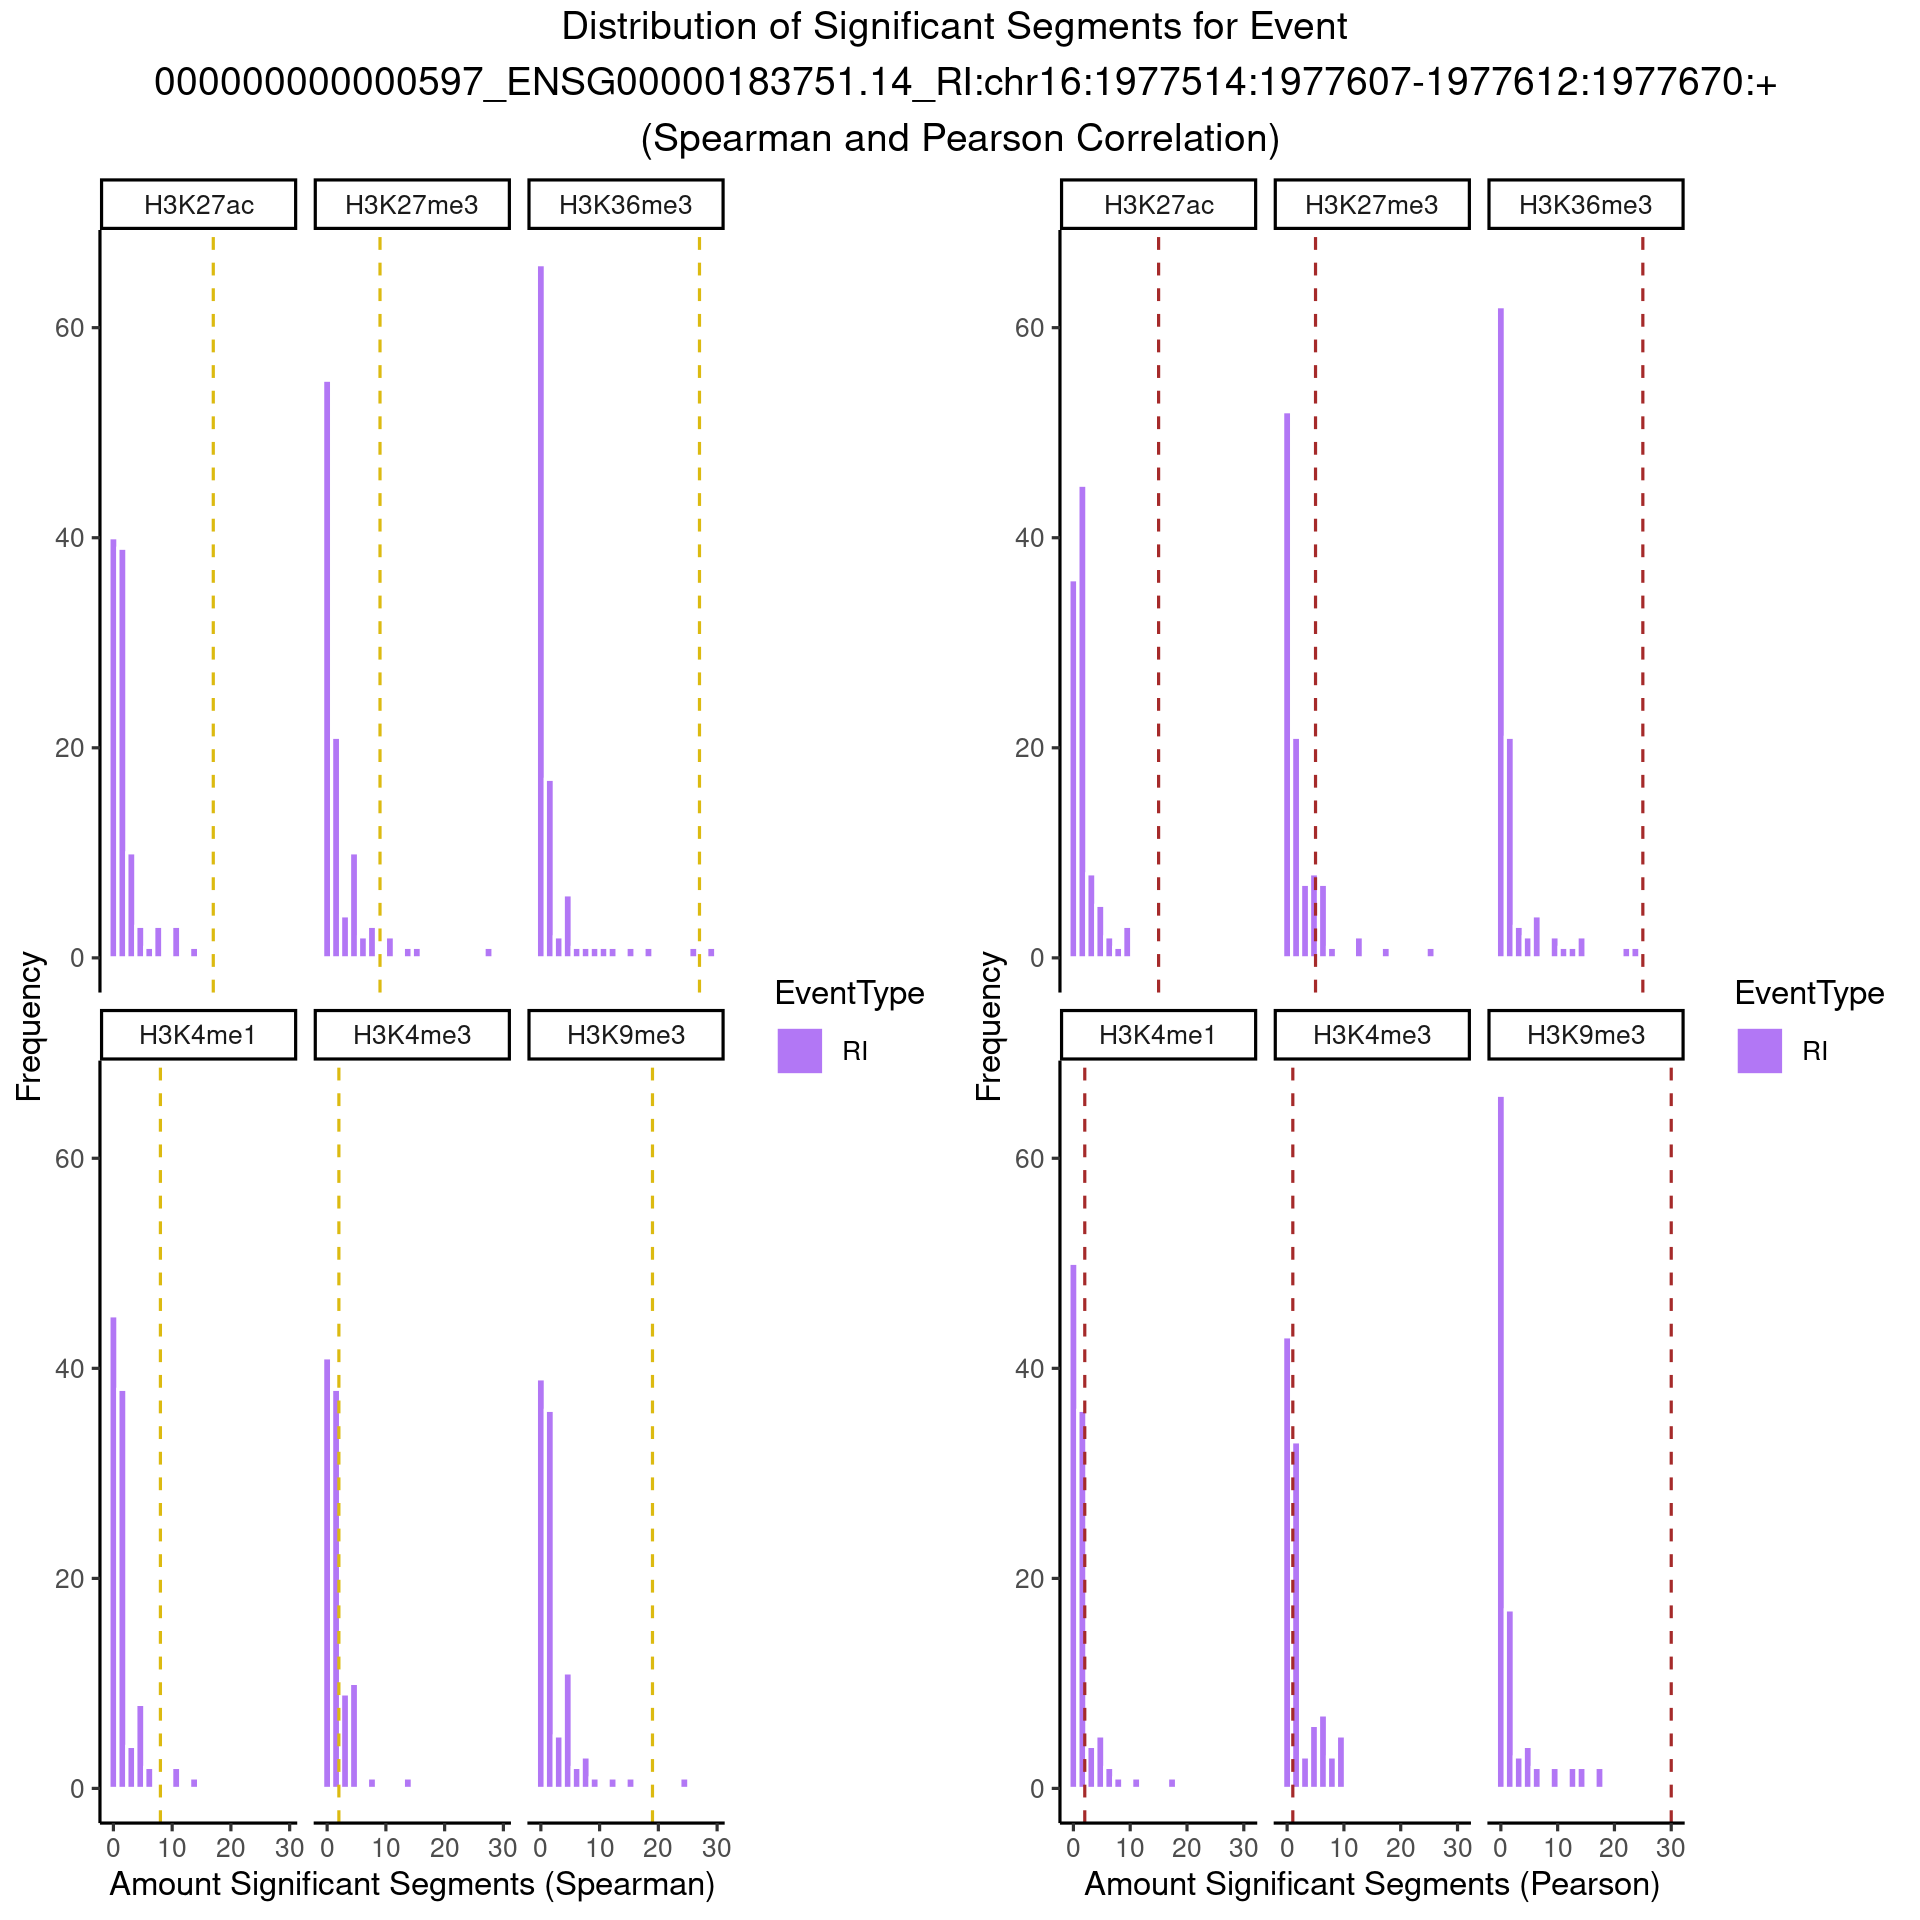 Distribution of Significant Segments for Event
000000000000597_ENSG00000183751.14_RI:chr16:1977514:1977607-1977612:1977670:+
(Spearman and Pearson Correlation)
H3K27ac H3K27me3 H3K36me3
60
40
20
0
H3K4me1 H3K4me3 H3K9me3
60
40
20
0
0 10 20 30 0 10 20 30 0 10 20 30
Frequency
Amount Significant Segments (Spearman)
EventType
RI
H3K27ac H3K27me3 H3K36me3
60
40
20
0
H3K4me1 H3K4me3 H3K9me3
60
40
20
0
0 10 20 30 0 10 20 30 0 10 20 30
Frequency
Amount Significant Segments (Pearson)
EventType
RI